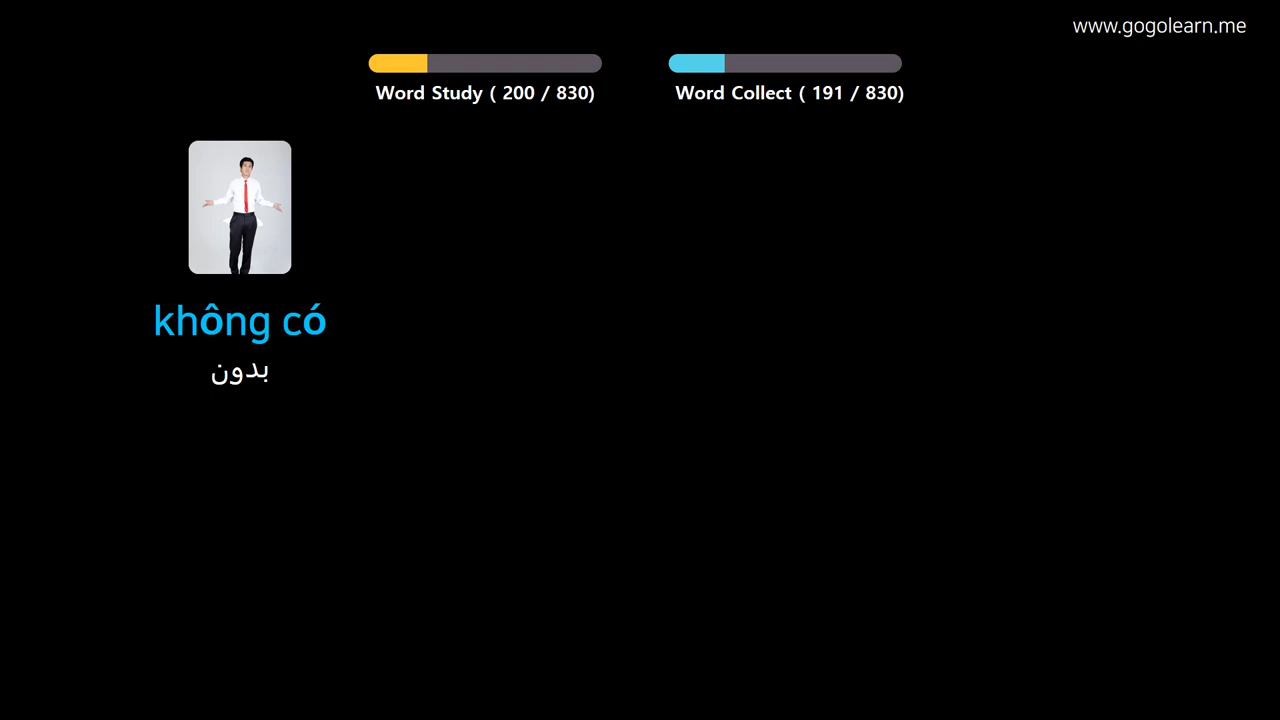 www.gogolearn.me
Word Study ( 200 / 830)
Word Collect ( 191 / 830)
không có
بدون